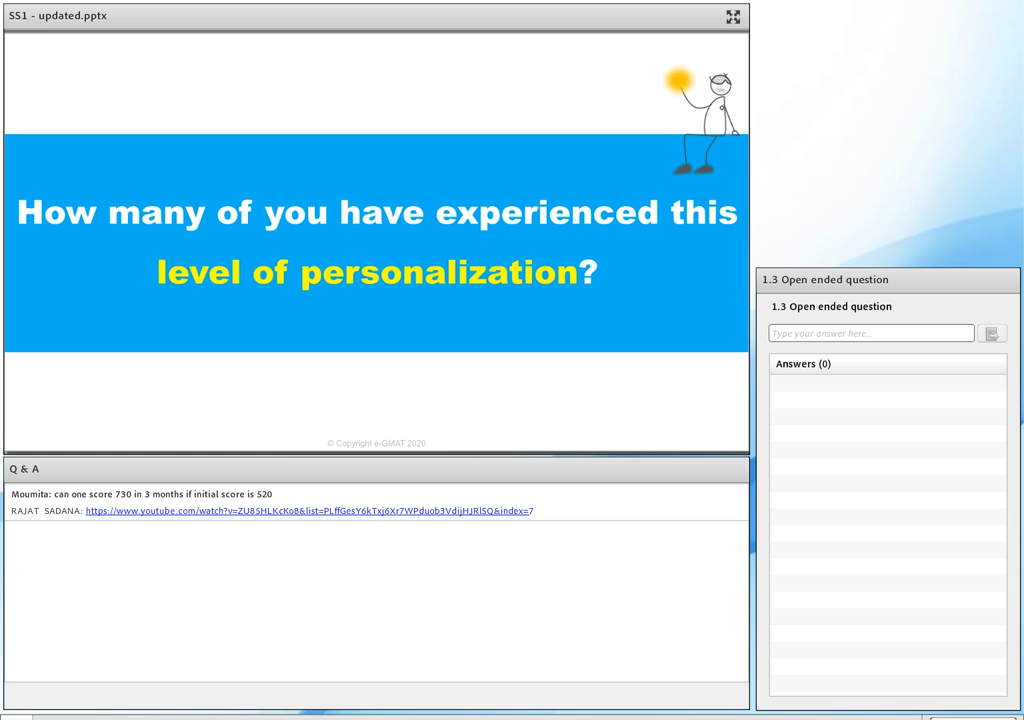 SS1 - updated.pptx
How many of you have experienced this
level of personalization?
© Copyright e-GMAT 2020
Q & A
Moumita: can one score 730 in 3 months if initial score is 520
RAJAT SADANA: https://www.youtube.com/watch?v=ZU85HLKcKo8&list=PLffGesY6kTxj6Xr7WPduob3VdijHJRlSQ&index=7
1.3 Open ended question
1.3 Open ended question
Type your answer here...
Answers (0)